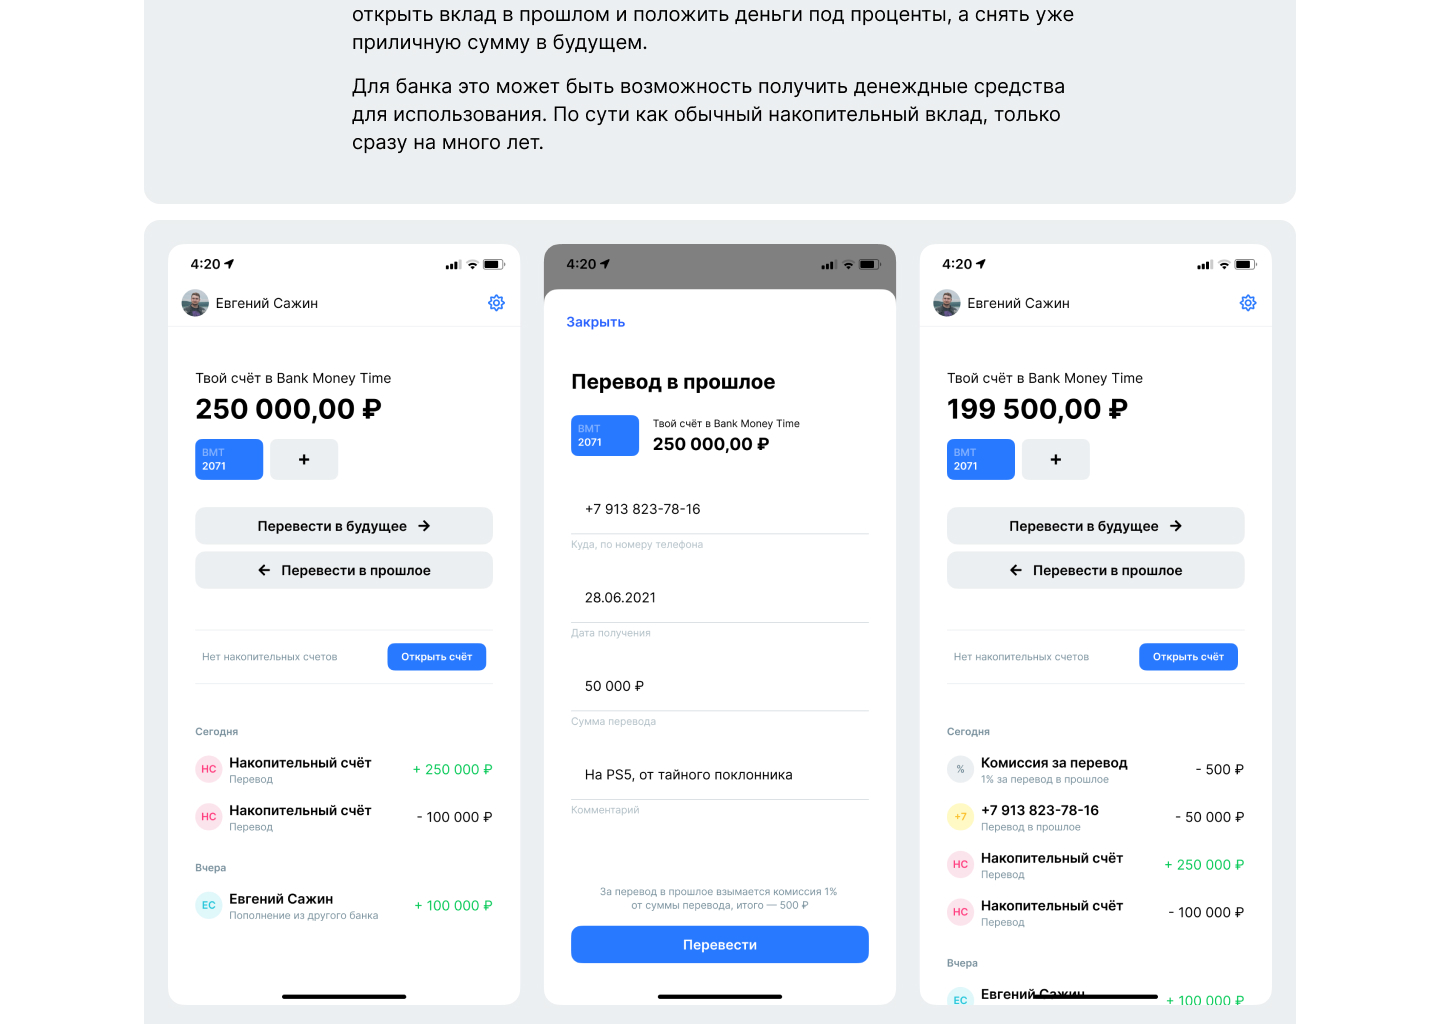 открыть вклад в прошлом и положить деньги под проценты, а снять уже
приличную сумму в будущем.
Для банка это может быть возможность получить денеждные средства
для использования. По сути как обычный накопительный вклад, только
сразу на много лет.
4:20
Евгений Сажин
Твой счёт в Bank Money Time
250 000,00 ₽
BMT
2071
+
Перевести в будущее →
← Перевести в прошлое
Нет накопительных счетов
Открыть счёт
Сегодня
НС
Накопительный счёт
Перевод
+ 250 000 ₽
НС
Накопительный счёт
Перевод
- 100 000 ₽
Вчера
ЕС
Евгений Сажин
Пополнение из другого банка
+ 100 000 ₽
4:20
Закрыть
Перевод в прошлое
BMT
2071
Твой счёт в Bank Money Time
250 000,00 ₽
+7 913 823-78-16
Куда, по номеру телефона
28.06.2021
Дата получения
50 000 ₽
Сумма перевода
На PS5, от тайного поклонника
Комментарий
За перевод в прошлое взымается комиссия 1%
от суммы перевода, итого — 500 ₽
Перевести
4:20
Евгений Сажин
Твой счёт в Bank Money Time
199 500,00 ₽
BMT
2071
+
Перевести в будущее →
← Перевести в прошлое
Нет накопительных счетов
Открыть счёт
Сегодня
%
Комиссия за перевод
1% за перевод в прошлое
- 500 ₽
+7
+7 913 823-78-16
Перевод в прошлое
- 50 000 ₽
НС
Накопительный счёт
Перевод
+ 250 000 ₽
НС
Накопительный счёт
Перевод
- 100 000 ₽
Вчера
ЕС
Евгений Сажин
+ 100 000 ₽